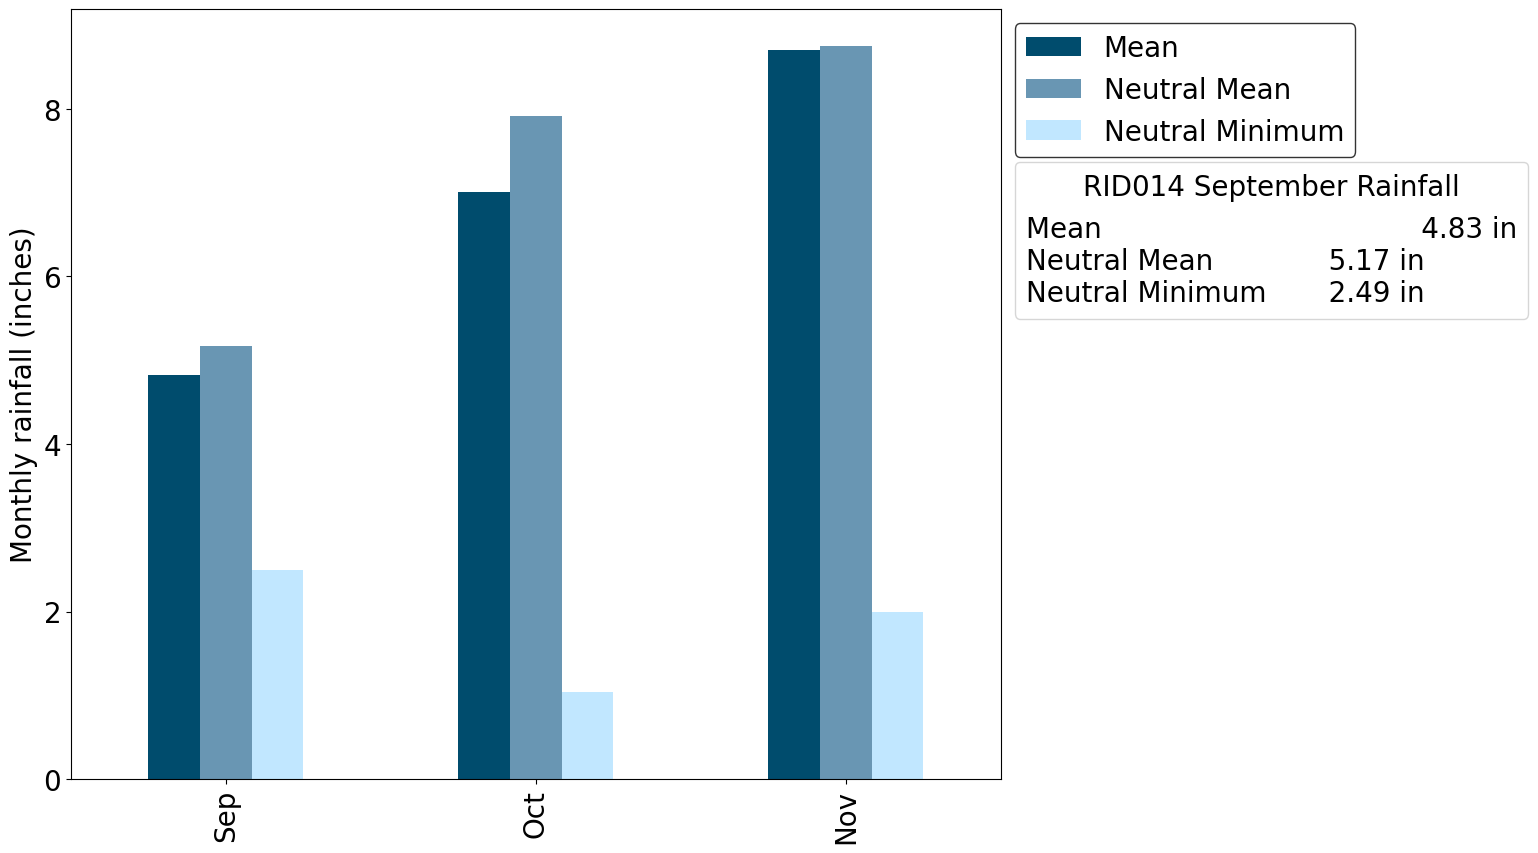 Monthly rainfall (inches)
8
6
4
2
0
Sep
Oct
Nov
Mean
Neutral Mean
Neutral Minimum
RID014 September Rainfall
Mean 4.83 in
Neutral Mean 5.17 in
Neutral Minimum 2.49 in